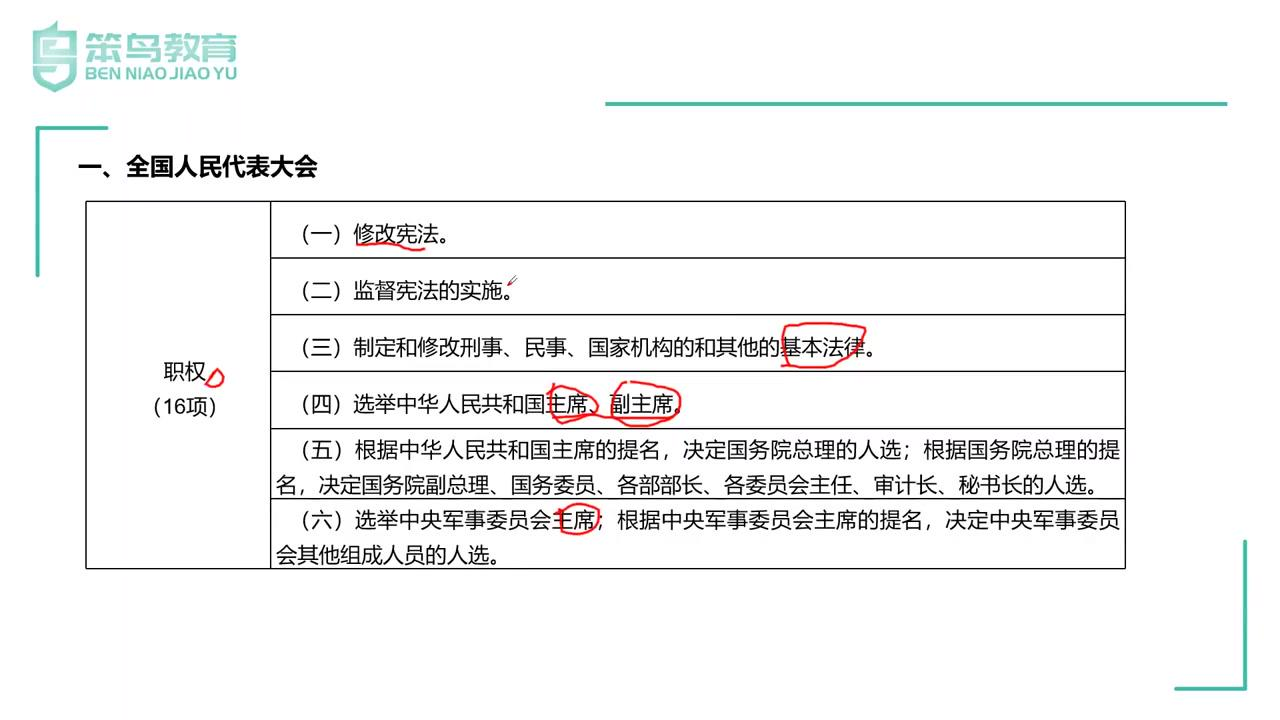 笨鸟教育
BEN NIAO JIAO YU
一、全国人民代表大会
职权
（16项）
（一）修改宪法。
（二）监督宪法的实施。
（三）制定和修改刑事、民事、国家机构的和其他的基本法律。
（四）选举中华人民共和国主席、副主席。
（五）根据中华人民共和国主席的提名，决定国务院总理的人选；根据国务院总理的提
名，决定国务院副总理、国务委员、各部部长、各委员会主任、审计长、秘书长的人选。
（六）选举中央军事委员会主席；根据中央军事委员会主席的提名，决定中央军事委员
会其他组成人员的人选。